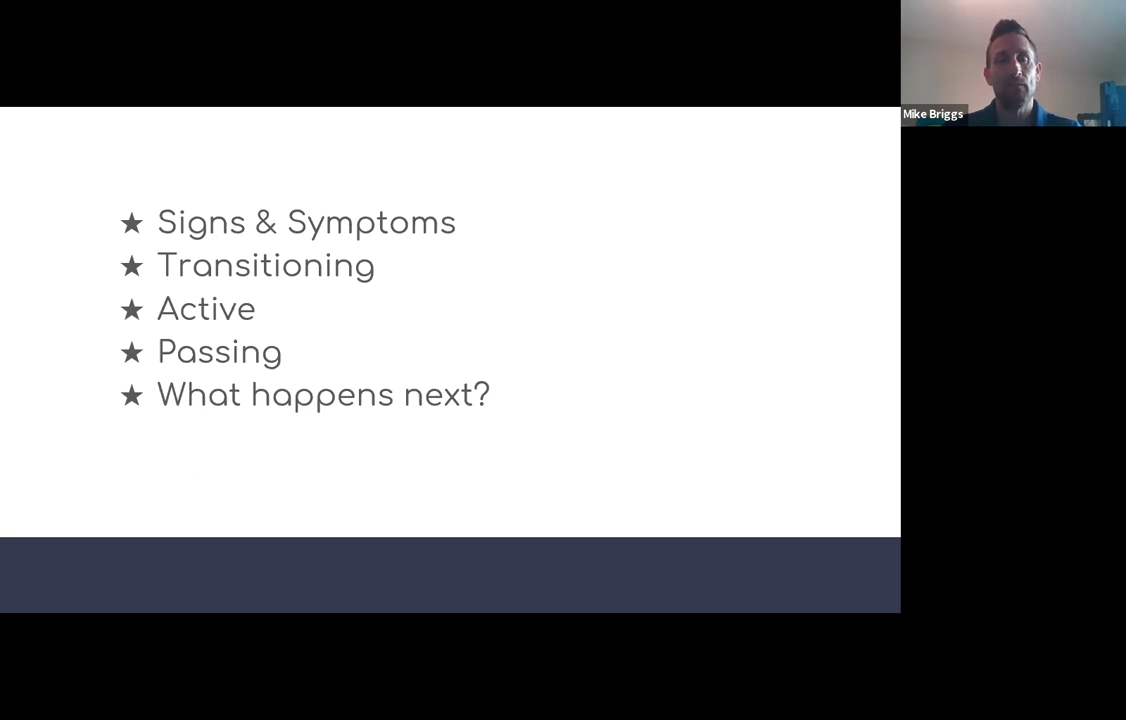 ★ Signs & Symptoms
★ Transitioning
★ Active
★ Passing
★ What happens next?
Mike Briggs